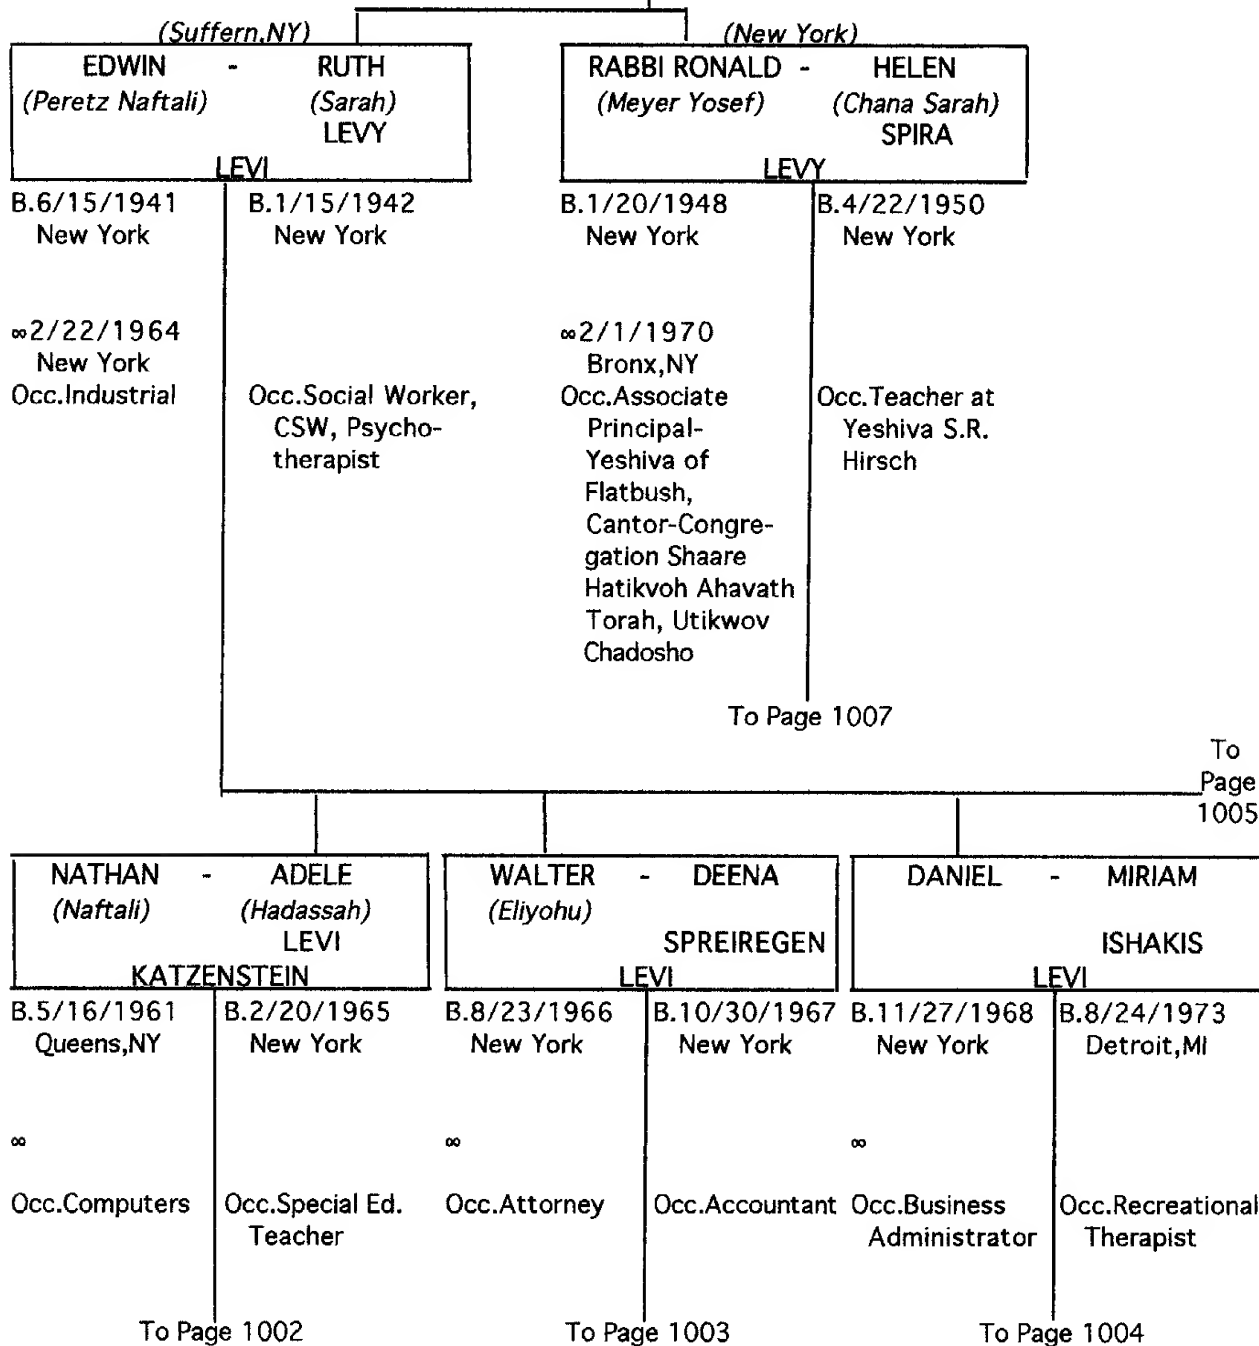 (Suffern,NY)
EDWIN - RUTH
(Peretz Naftali) (Sarah)
LEVY
LEVI
B.6/15/1941 B.1/15/1942
New York New York
∞2/22/1964
New York
Occ.Industrial
Occ.Social Worker,
CSW, Psycho-
therapist
(New York)
RABBI RONALD - HELEN
(Meyer Yosef) (Chana Sarah)
SPIRA
LEVY
B.1/20/1948 B.4/22/1950
New York New York
∞2/1/1970
Bronx,NY
Occ.Associate
Principal-
Yeshiva of
Flatbush,
Cantor-Congre-
gation Shaare
Hatikvoh Ahavath
Torah, Utikwov
Chadosho
Occ.Teacher at
Yeshiva S.R.
Hirsch
To Page 1007
To
Page
1005
NATHAN - ADELE
(Naftali) (Hadassah)
LEVI
KATZENSTEIN
B.5/16/1961 B.2/20/1965
Queens,NY New York
∞
Occ.Computers
Occ.Special Ed.
Teacher
To Page 1002
WALTER - DEENA
(Eliyohu)
SPREIREGEN
LEVI
B.8/23/1966 B.10/30/1967
New York New York
∞
Occ.Attorney Occ.Accountant
To Page 1003
DANIEL - MIRIAM
ISHAKIS
LEVI
B.11/27/1968 B.8/24/1973
New York Detroit,MI
∞
Occ.Business
Administrator
Occ.Recreational
Therapist
To Page 1004